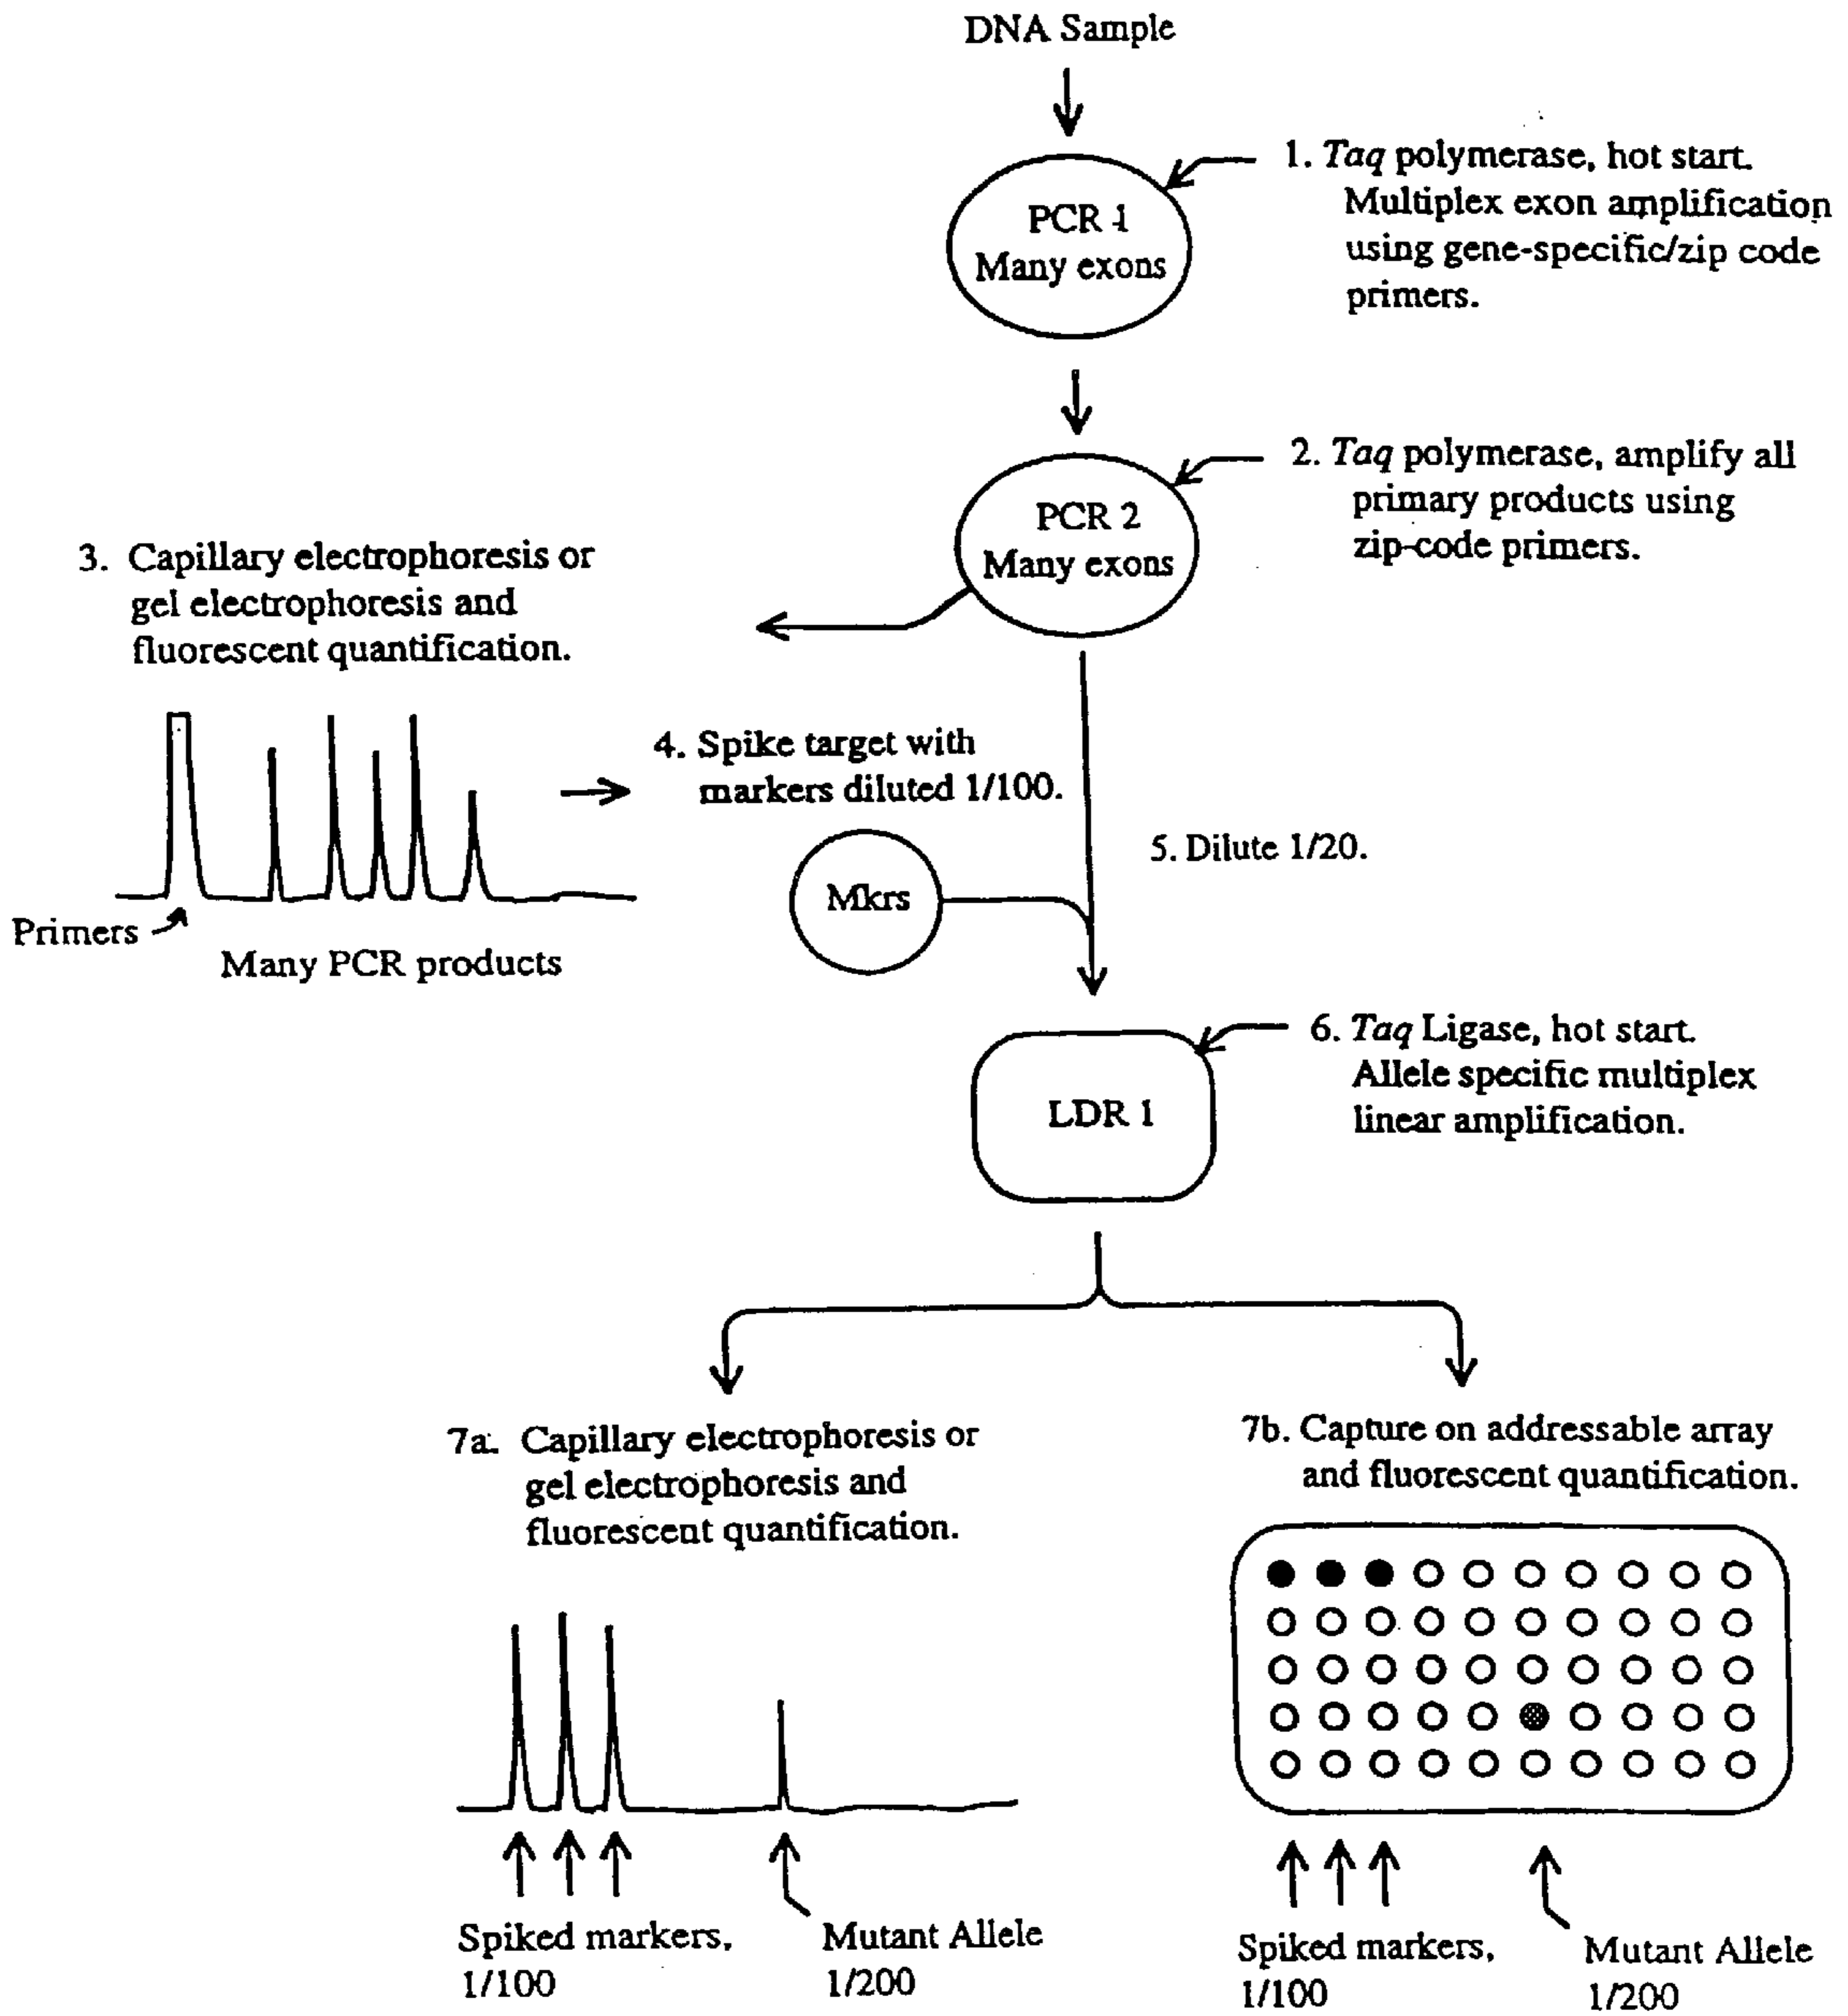 DNA Sample
PCR 1
Many exons
1. Taq polymerase, hot start.
Multiplex exon amplification
using gene-specific/zip code
primers.
PCR 2
Many exons
2. Taq polymerase, amplify all
primary products using
zip-code primers.
3. Capillary electrophoresis or
gel electrophoresis and
fluorescent quantification.
Primers
Many PCR products
4. Spike target with
markers diluted 1/100.
Mkrs
5. Dilute 1/20.
LDR 1
6. Taq Ligase, hot start.
Allele specific multiplex
linear amplification.
7a. Capillary electrophoresis or
gel electrophoresis and
fluorescent quantification.
Spiked markers,
1/100
Mutant Allele
1/200
7b. Capture on addressable array
and fluorescent quantification.
Spiked markers,
1/100
Mutant Allele
1/200